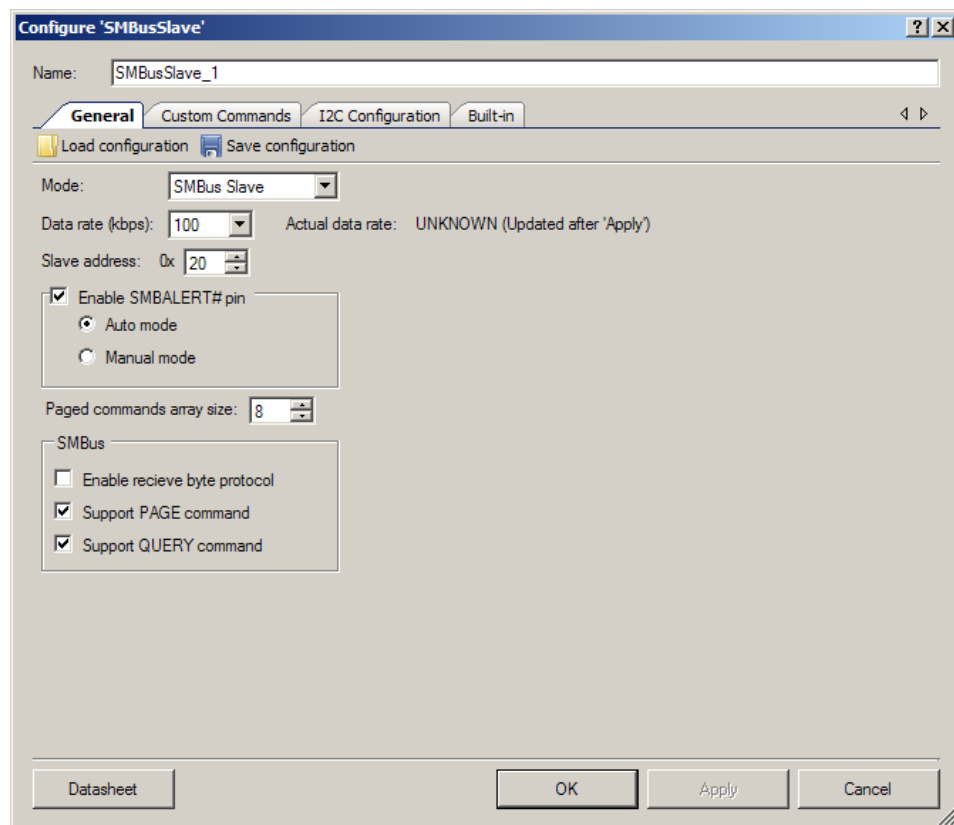 Configure 'SMBusSlave'
Name: SMBusSlave_1
General Custom Commands I2C Configuration Built-in
Load configuration Save configuration
Mode: SMBus Slave
Data rate (kbps): 100 Actual data rate: UNKNOWN (Updated after 'Apply')
Slave address: 0x 20
Enable SMBALERT# pin
Auto mode
Manual mode
Paged commands array size: 8
SMBus
Enable recieve byte protocol
Support PAGE command
Support QUERY command
Datasheet OK Apply Cancel